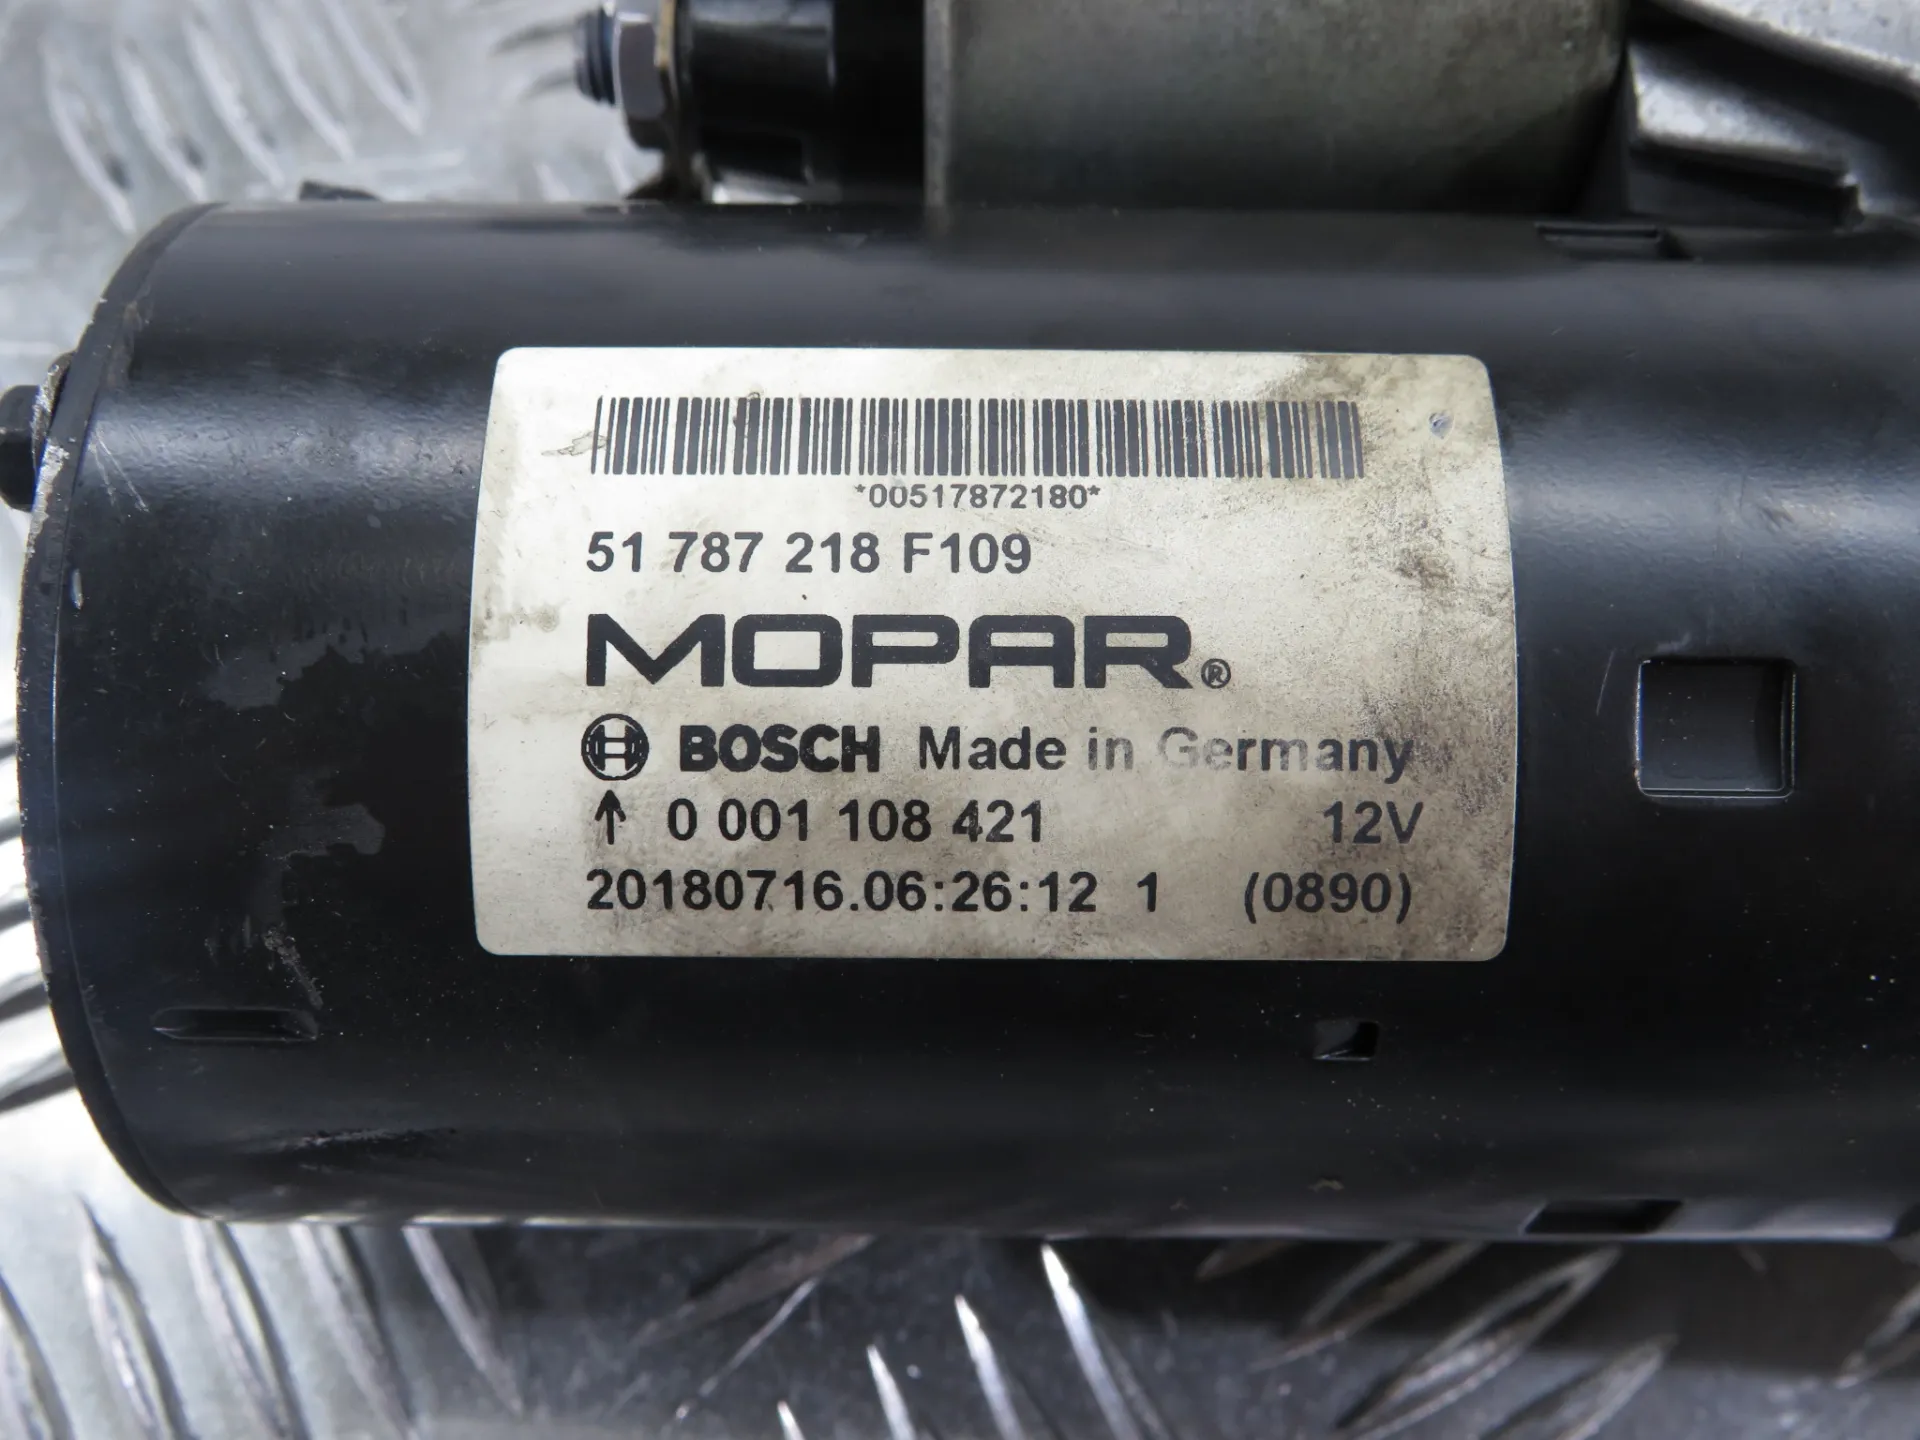 *00517872180*
51 787 218 F109
MOPAR®
BOSCH Made in Germany
↑ 0 001 108 421 12V
20180716.06:26:12 1 (0890)